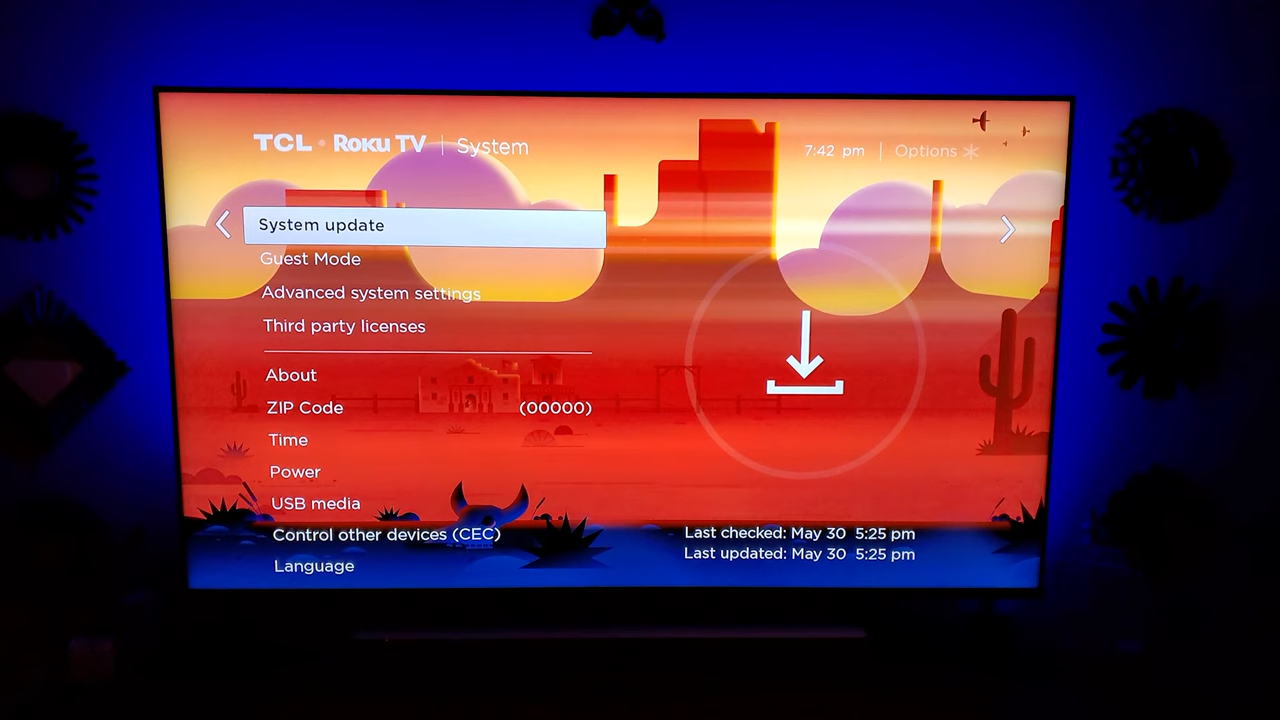 TCL • Roku TV | System
7:42 pm | Options ✳
System update
Guest Mode
Advanced system settings
Third party licenses
About
ZIP Code (00000)
Time
Power
USB media
Control other devices (CEC)
Language
Last checked: May 30 5:25 pm
Last updated: May 30 5:25 pm